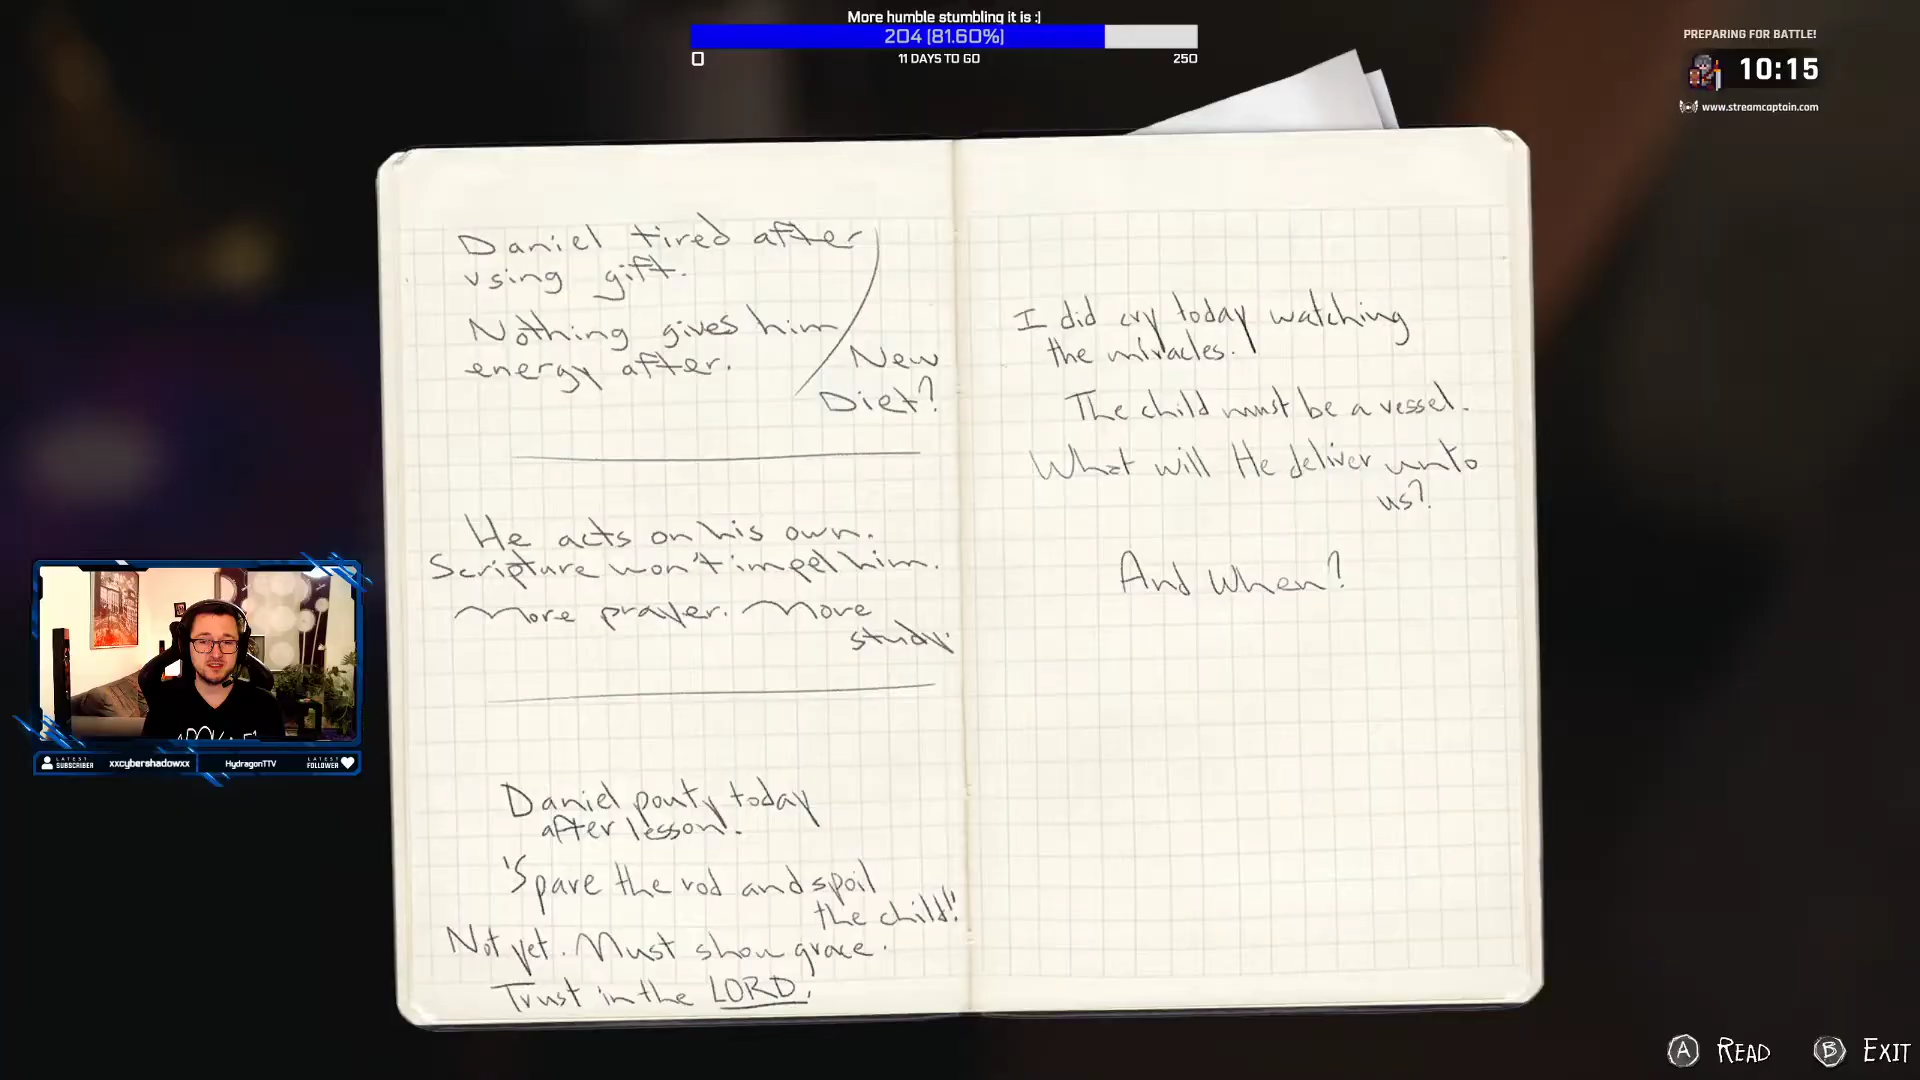 More humble stumbling it is :)
204 (81.60%)
0
11 DAYS TO GO
250
PREPARING FOR BATTLE!
10:15
www.streamcaptain.com
Daniel tired after
using gift.
Nothing gives him
energy after.
New
Diet?
He acts on his own.
Scripture won't impel him.
More prayer. More
study.
Daniel pouty today
after lesson.
'Spare the rod and spoil
the child!'
Not yet. Must show grace.
Trust in the LORD.
I did cry today watching
the miracles.
The child must be a vessel.
What will He deliver unto
us?
And when?
LATEST SUBSCRIBER
xxcybershadowxx
HydragonTTV
LATEST FOLLOWER
A READ
B EXIT